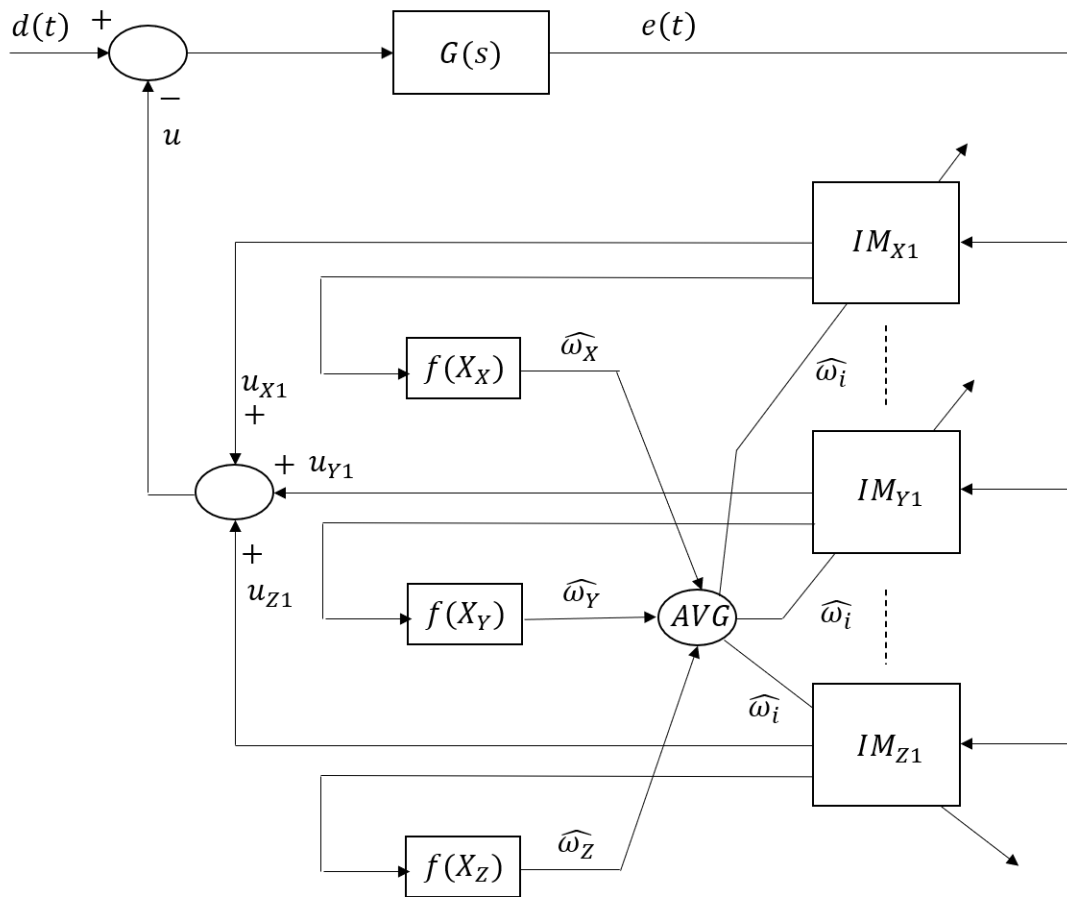 d(t) +
G(s)
e(t)
−
u
IM_{X1}
f(X_X)
\widehat{ω_X}
\widehat{ω_i}
u_{X1}
+
+ u_{Y1}
IM_{Y1}
+
u_{Z1}
f(X_Y)
\widehat{ω_Y}
AVG
\widehat{ω_i}
\widehat{ω_i}
IM_{Z1}
f(X_Z)
\widehat{ω_Z}